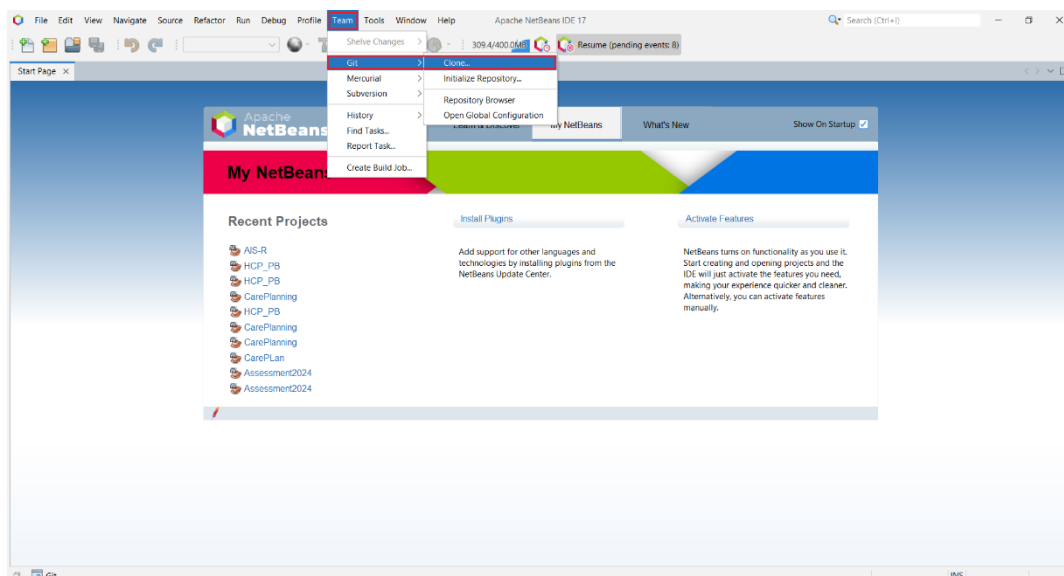 File Edit View Navigate Source Refactor Run Debug Profile Team Tools Window Help Apache NetBeans IDE 17 Search (Ctrl+I)
309.4/400.0MB Resume (pending events: 8)
Start Page
Shelve Changes
Git
Mercurial
Subversion
History
Find Tasks...
Report Task...
Create Build Job...
Clone...
Initialize Repository...
Repository Browser
Open Global Configuration
Apache
NetBeans
Learn & Discover My NetBeans What's New Show On Startup
My NetBeans
Recent Projects
AIS-R
HCP_PB
HCP_PB
CarePlanning
HCP_PB
CarePlanning
CarePlanning
CarePLan
Assessment2024
Assessment2024
Install Plugins
Add support for other languages and
technologies by installing plugins from the
NetBeans Update Center.
Activate Features
NetBeans turns on functionality as you use it.
Start creating and opening projects and the
IDE will just activate the features you need,
making your experience quicker and cleaner.
Alternatively, you can activate features
manually.
Git INS